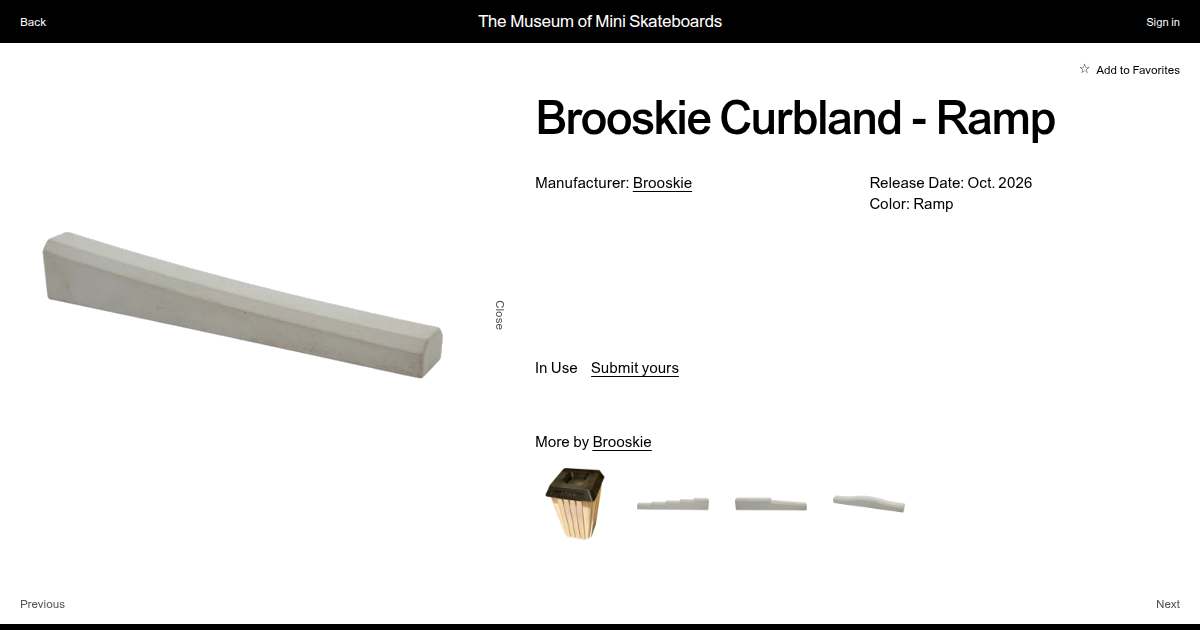 Back
The Museum of Mini Skateboards
Sign in
☆ Add to Favorites
Brooskie Curbland - Ramp
Manufacturer: Brooskie
Release Date: Oct. 2026
Color: Ramp
Close
In Use Submit yours
More by Brooskie
Previous
Next